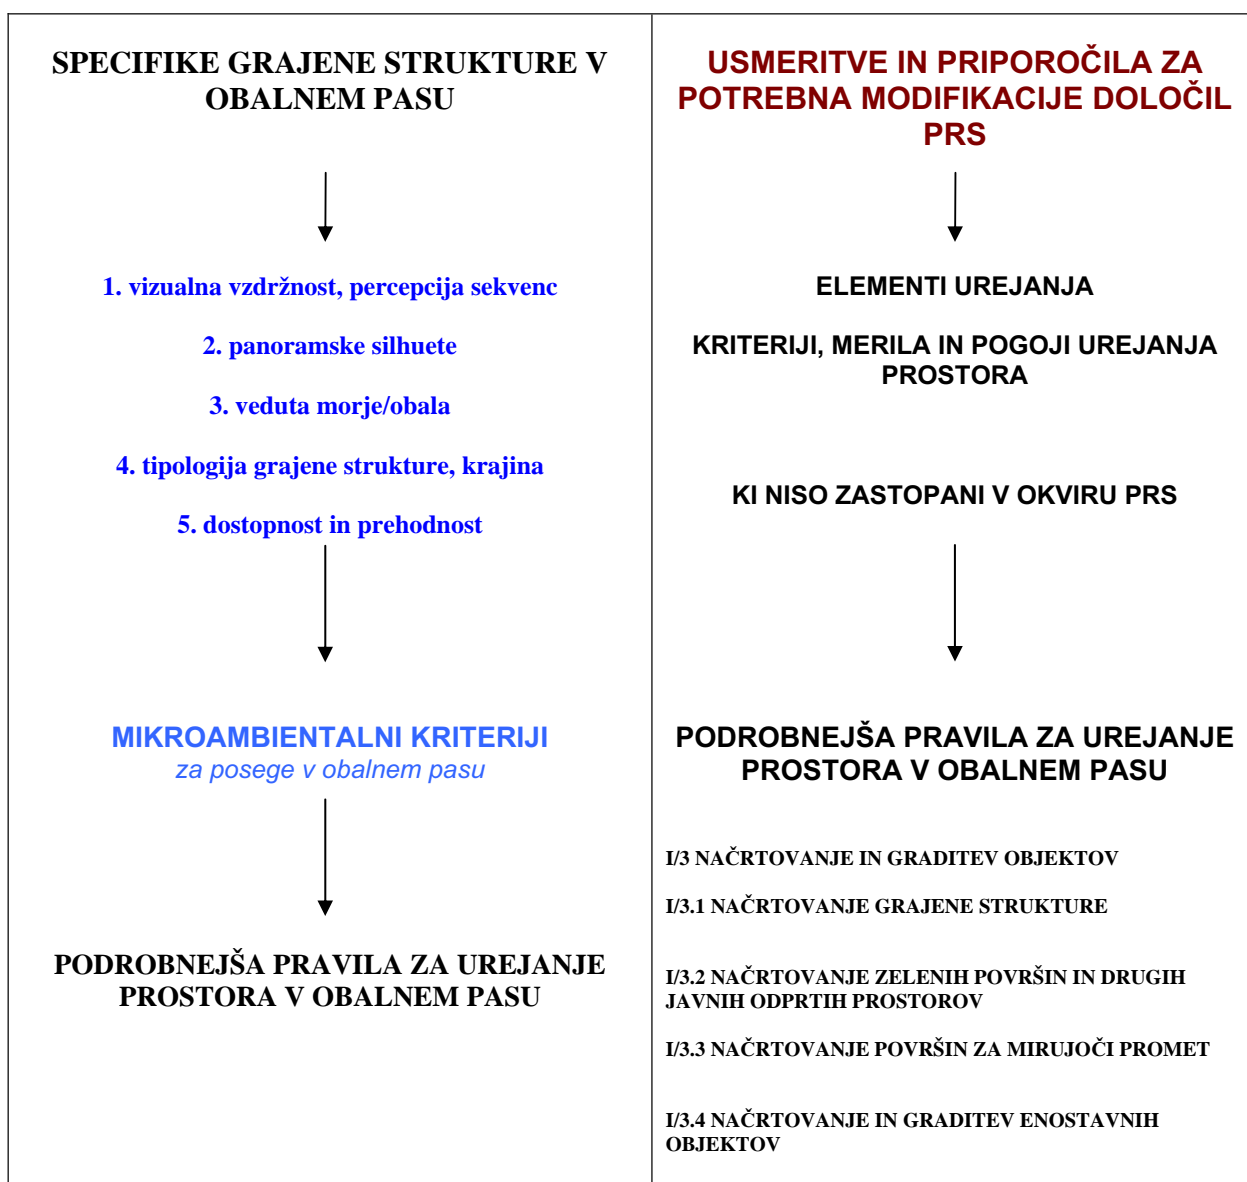 SPECIFIKE GRAJENE STRUKTURE V
OBALNEM PASU
1. vizualna vzdržnost, percepcija sekvenc
2. panoramske silhuete
3. veduta morje/obala
4. tipologija grajene strukture, krajina
5. dostopnost in prehodnost
MIKROAMBIENTALNI KRITERIJI
za posege v obalnem pasu
PODROBNEJŠA PRAVILA ZA UREJANJE
PROSTORA V OBALNEM PASU
USMERITVE IN PRIPOROČILA ZA
POTREBNA MODIFIKACIJE DOLOČIL
PRS
ELEMENTI UREJANJA
KRITERIJI, MERILA IN POGOJI UREJANJA
PROSTORA
KI NISO ZASTOPANI V OKVIRU PRS
PODROBNEJŠA PRAVILA ZA UREJANJE
PROSTORA V OBALNEM PASU
I/3 NAČRTOVANJE IN GRADITEV OBJEKTOV
I/3.1 NAČRTOVANJE GRAJENE STRUKTURE
I/3.2 NAČRTOVANJE ZELENIH POVRŠIN IN DRUGIH
JAVNIH ODPRTIH PROSTOROV
I/3.3 NAČRTOVANJE POVRŠIN ZA MIRUJOČI PROMET
I/3.4 NAČRTOVANJE IN GRADITEV ENOSTAVNIH
OBJEKTOV